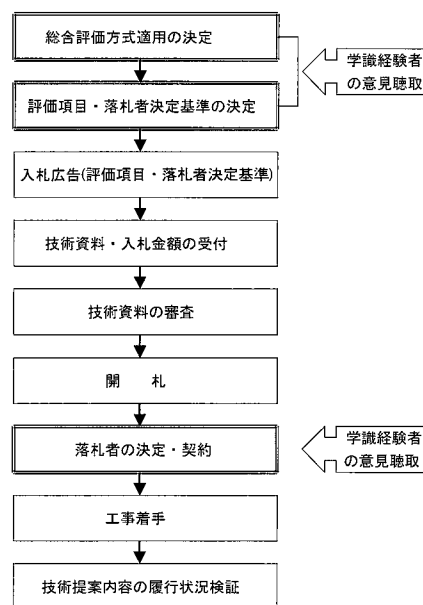 総合評価方式適用の決定
学識経験者
の意見聴取
評価項目・落札者決定基準の決定
入札広告(評価項目・落札者決定基準)
技術資料・入札金額の受付
技術資料の審査
開　札
落札者の決定・契約
学識経験者
の意見聴取
工事着手
技術提案内容の履行状況検証